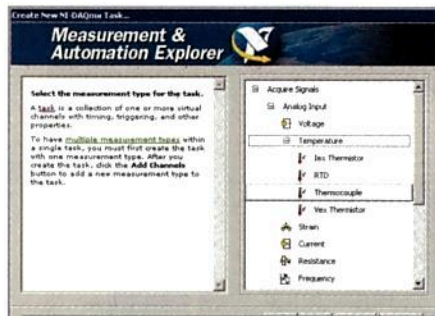 Create New NI-DAQmx Task...
Measurement &
Automation Explorer
Select the measurement type for the task.
A task is a collection of one or more virtual
channels with timing, triggering, and other
properties.
To have multiple measurement types within
a single task, you must first create the task
with one measurement type. After you
create the task, click the Add Channels
button to add a new measurement type to
the task.
Acquire Signals
Analog Input
Voltage
Temperature
Iex Thermistor
RTD
Thermocouple
Vex Thermistor
Strain
Current
Resistance
Frequency